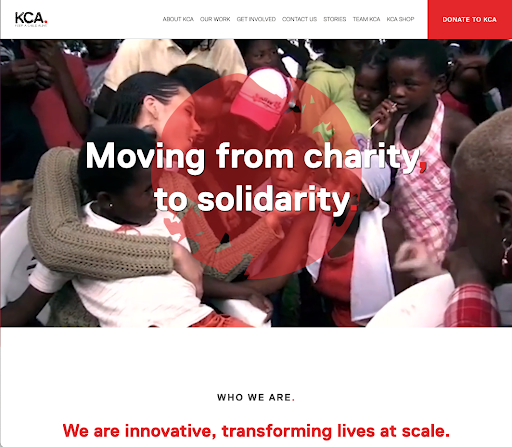 KCA.
ABOUT KCA OUR WORK GET INVOLVED CONTACT US STORIES TEAM KCA KCA SHOP
DONATE TO KCA
Moving from charity,
to solidarity.
WHO WE ARE.
We are innovative, transforming lives at scale.